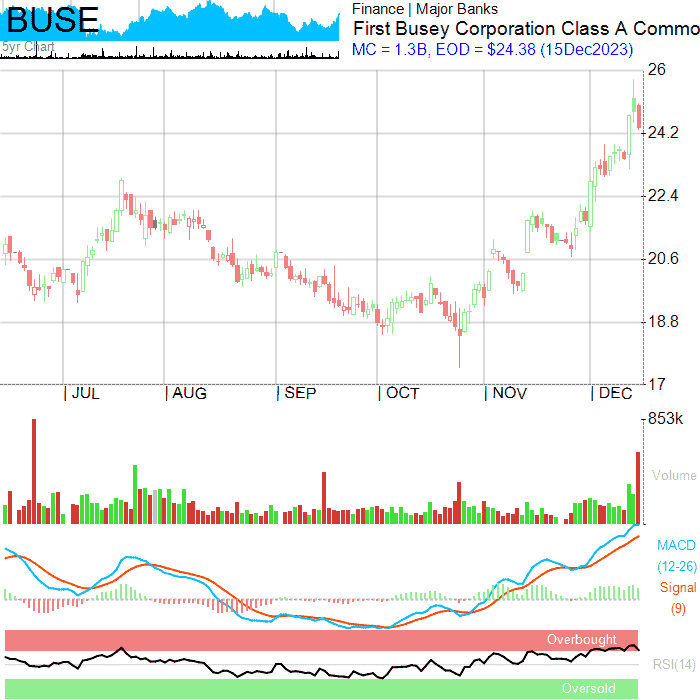 BUSE
5yr Chart
Finance | Major Banks
First Busey Corporation Class A Commo
MC = 1.3B, EOD = $24.38 (15Dec2023)
26
24.2
22.4
20.6
18.8
17
| JUL | AUG | SEP | OCT | NOV | DEC
853k
Volume
MACD
(12-26)
Signal
(9)
Overbought
RSI(14)
Oversold